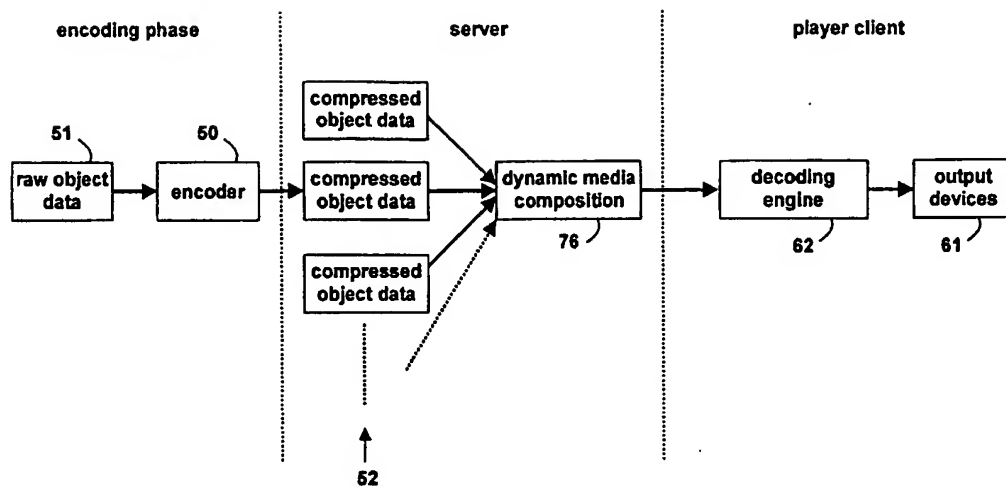 encoding phase
server
player client
compressed
object data
51
50
raw object
data
encoder
compressed
object data
dynamic media
composition
decoding
engine
output
devices
76
62
61
compressed
object data
52